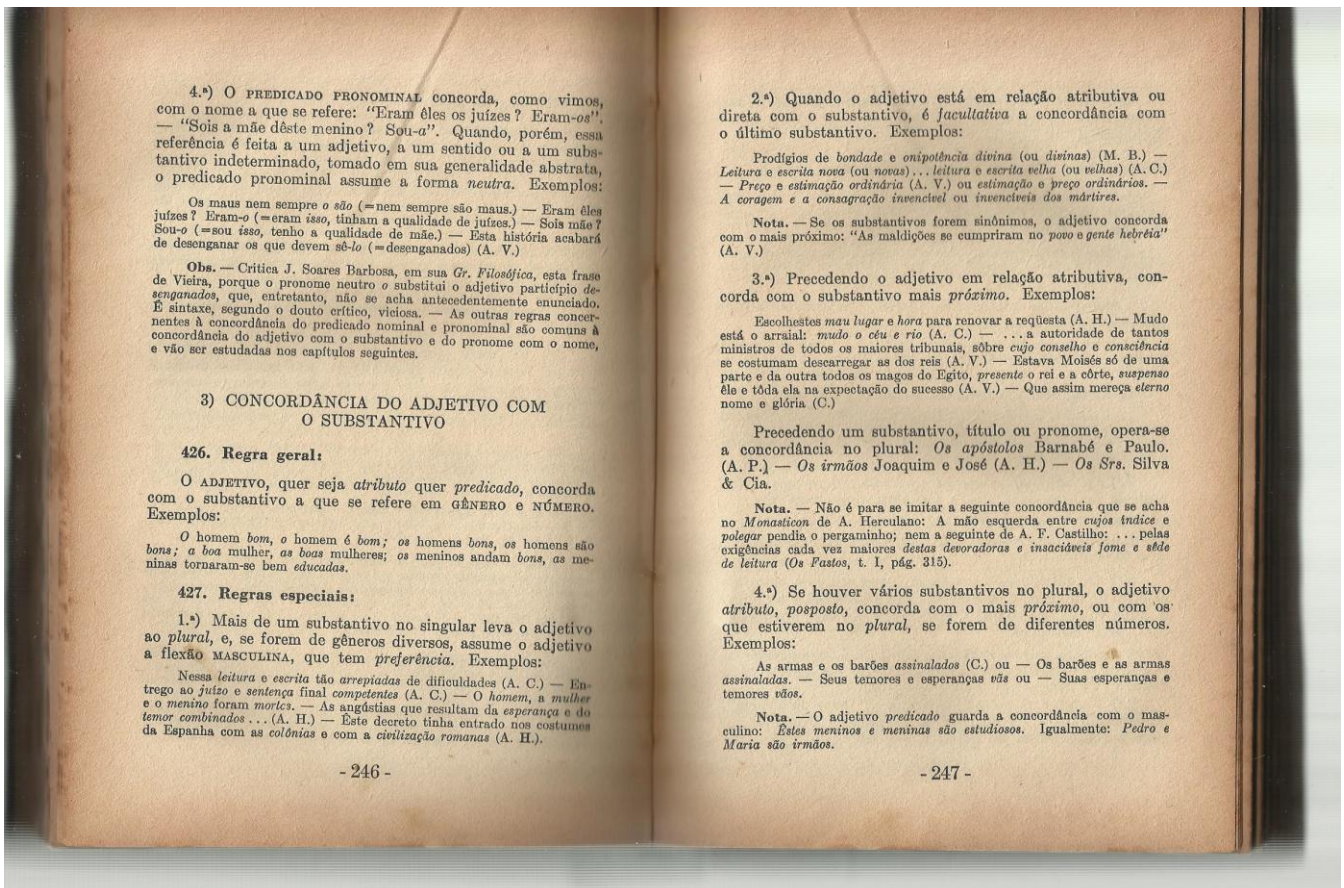 4.ª) O PREDICADO PRONOMINAL concorda, como vimos,
com o nome a que se refere: "Eram êles os juízes ? Eram-os".
— "Sois a mãe dêste menino ? Sou-a". Quando, porém, essa
referência é feita a um adjetivo, a um sentido ou a um subs-
tantivo indeterminado, tomado em sua generalidade abstrata,
o predicado pronominal assume a forma neutra. Exemplos:
Os maus nem sempre o são (=nem sempre são maus.) — Eram êles
juízes ? Eram-o (=eram isso, tinham a qualidade de juízes.) — Sois mãe ?
Sou-o (=sou isso, tenho a qualidade de mãe.) — Esta história acabará
de desenganar os que devem sê-lo (=desenganados) (A. V.)
Obs. — Critica J. Soares Barbosa, em sua Gr. Filosófica, esta frase
de Vieira, porque o pronome neutro o substitui o adjetivo particípio de-
senganados, que, entretanto, não se acha antecedentemente enunciado.
É sintaxe, segundo o douto crítico, viciosa. — As outras regras concer-
nentes à concordância do predicado nominal e pronominal são comuns à
concordância do adjetivo com o substantivo e do pronome com o nome,
e vão ser estudadas nos capítulos seguintes.
3) CONCORDÂNCIA DO ADJETIVO COM
O SUBSTANTIVO
426. Regra geral:
O ADJETIVO, quer seja atributo quer predicado, concorda
com o substantivo a que se refere em GÊNERO e NÚMERO.
Exemplos:
O homem bom, o homem é bom; os homens bons, os homens são
bons; a boa mulher, as boas mulheres; os meninos andam bons, as me-
ninas tornaram-se bem educadas.
427. Regras especiais:
1.ª) Mais de um substantivo no singular leva o adjetivo
ao plural, e, se forem de gêneros diversos, assume o adjetivo
a flexão MASCULINA, que tem preferência. Exemplos:
Nessa leitura e escrita tão arrepiadas de dificuldades (A. C.) — En-
trego ao juízo e sentença final competentes (A. C.) — O homem, a mulher
e o menino foram mortos. — As angústias que resultam da esperança e do
temor combinados . . . (A. H.) — Êste decreto tinha entrado nos costumes
da Espanha com as colônias e com a civilização romanas (A. H.).
- 246 -
2.ª) Quando o adjetivo está em relação atributiva ou
direta com o substantivo, é facultativa a concordância com
o último substantivo. Exemplos:
Prodígios de bondade e onipotência divina (ou divinas) (M. B.) —
Leitura e escrita nova (ou novas) . . . leitura e escrita velha (ou velhas) (A. C.)
— Preço e estimação ordinária (A. V.) ou estimação e preço ordinários. —
A coragem e a consagração invencível ou invencíveis dos mártires.
Nota. — Se os substantivos forem sinônimos, o adjetivo concorda
com o mais próximo: "As maldições se cumpriram no povo e gente hebréia"
(A. V.)
3.ª) Precedendo o adjetivo em relação atributiva, con-
corda com o substantivo mais próximo. Exemplos:
Escolhestes mau lugar e hora para renovar a reqüesta (A. H.) — Mudo
está o arraial: mudo o céu e rio (A. C.) — . . . a autoridade de tantos
ministros de todos os maiores tribunais, sôbre cujo conselho e consciência
se costumam descarregar as dos reis (A. V.) — Estava Moisés só de uma
parte e da outra todos os magos do Egito, presente o rei e a côrte, suspenso
êle e tôda ela na expectação do sucesso (A. V.) — Que assim mereça eterno
nome e glória (C.)
Precedendo um substantivo, título ou pronome, opera-se
a concordância no plural: Os apóstolos Barnabé e Paulo.
(A. P.) — Os irmãos Joaquim e José (A. H.) — Os Srs. Silva
& Cia.
Nota. — Não é para se imitar a seguinte concordância que se acha
no Monasticon de A. Herculano: A mão esquerda entre cujos índice e
polegar pendia o pergaminho; nem a seguinte de A. F. Castilho: . . . pelas
exigências cada vez maiores destas devoradoras e insaciáveis fome e sêde
de leitura (Os Fastos, t. I, pág. 315).
4.ª) Se houver vários substantivos no plural, o adjetivo
atributo, posposto, concorda com o mais próximo, ou com os
que estiverem no plural, se forem de diferentes números.
Exemplos:
As armas e os barões assinalados (C.) ou — Os barões e as armas
assinaladas. — Seus temores e esperanças vãs ou — Suas esperanças e
temores vãos.
Nota. — O adjetivo predicado guarda a concordância com o mas-
culino: Êstes meninos e meninas são estudiosos. Igualmente: Pedro e
Maria são irmãos.
- 247 -